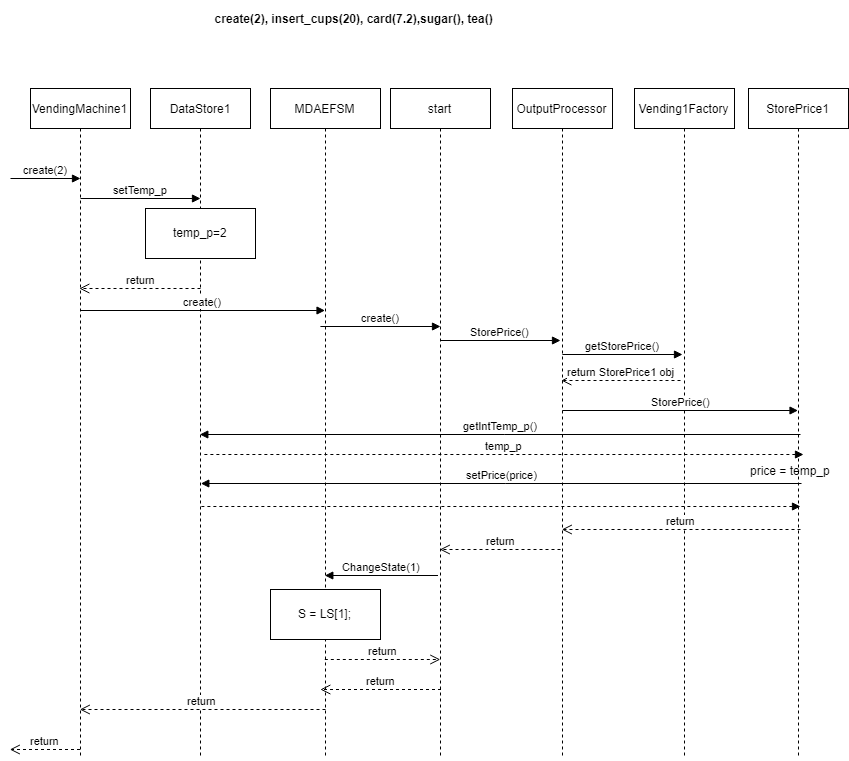 create(2), insert_cups(20), card(7.2),sugar(), tea()
VendingMachine1
DataStore1
MDAEFSM
start
OutputProcessor
Vending1Factory
StorePrice1
create(2)
setTemp_p
temp_p=2
return
create()
create()
StorePrice()
getStorePrice()
return StorePrice1 obj
StorePrice()
getIntTemp_p()
temp_p
price = temp_p
setPrice(price)
return
return
ChangeState(1)
S = LS[1];
return
return
return
return